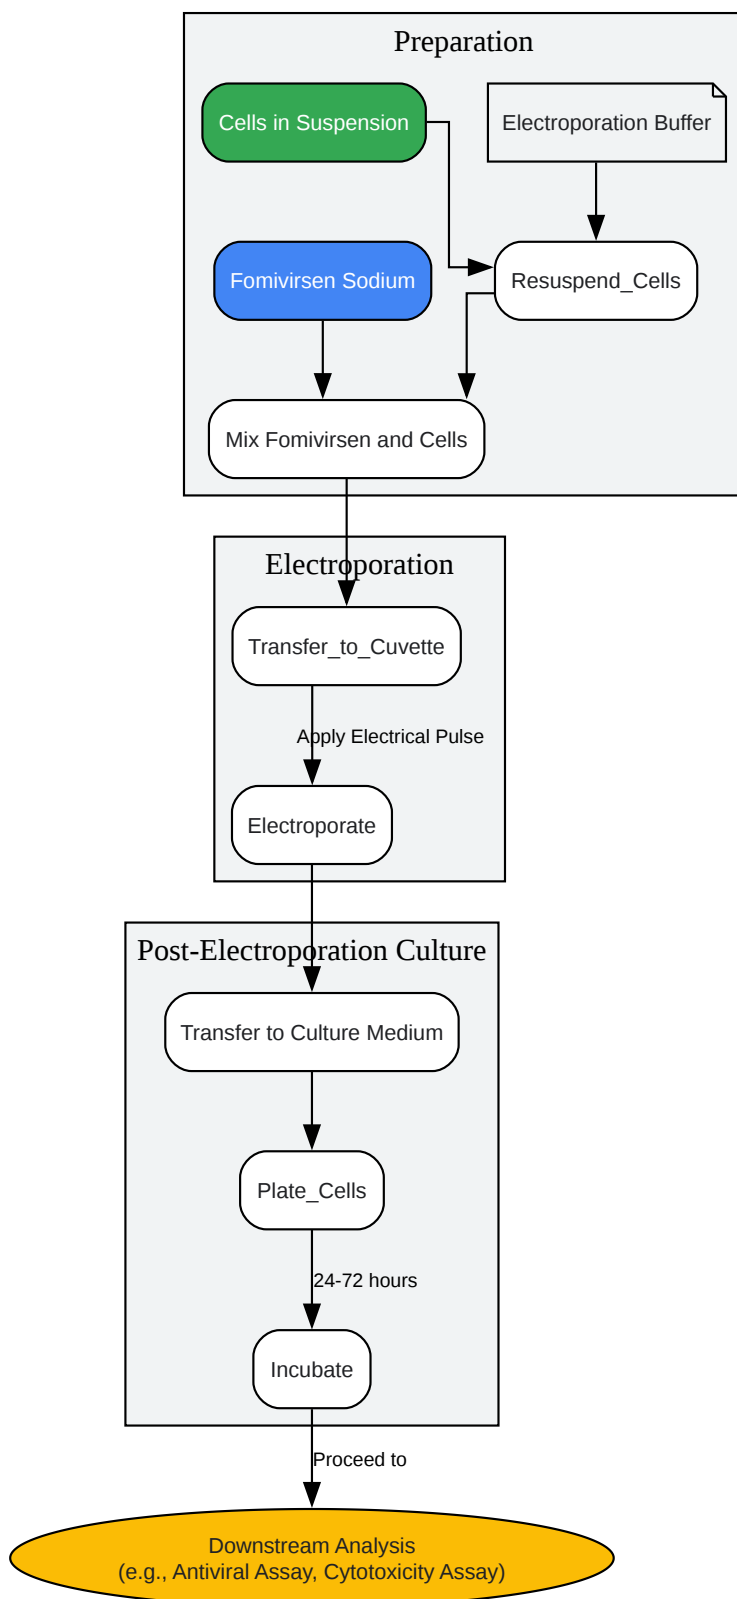 Preparation
Cells in Suspension
Electroporation Buffer
Fomivirsen Sodium
Resuspend_Cells
Mix Fomivirsen and Cells
Electroporation
Transfer_to_Cuvette
Apply Electrical Pulse
Electroporate
Post-Electroporation Culture
Transfer to Culture Medium
Plate_Cells
24-72 hours
Incubate
Proceed to
Downstream Analysis
(e.g., Antiviral Assay, Cytotoxicity Assay)